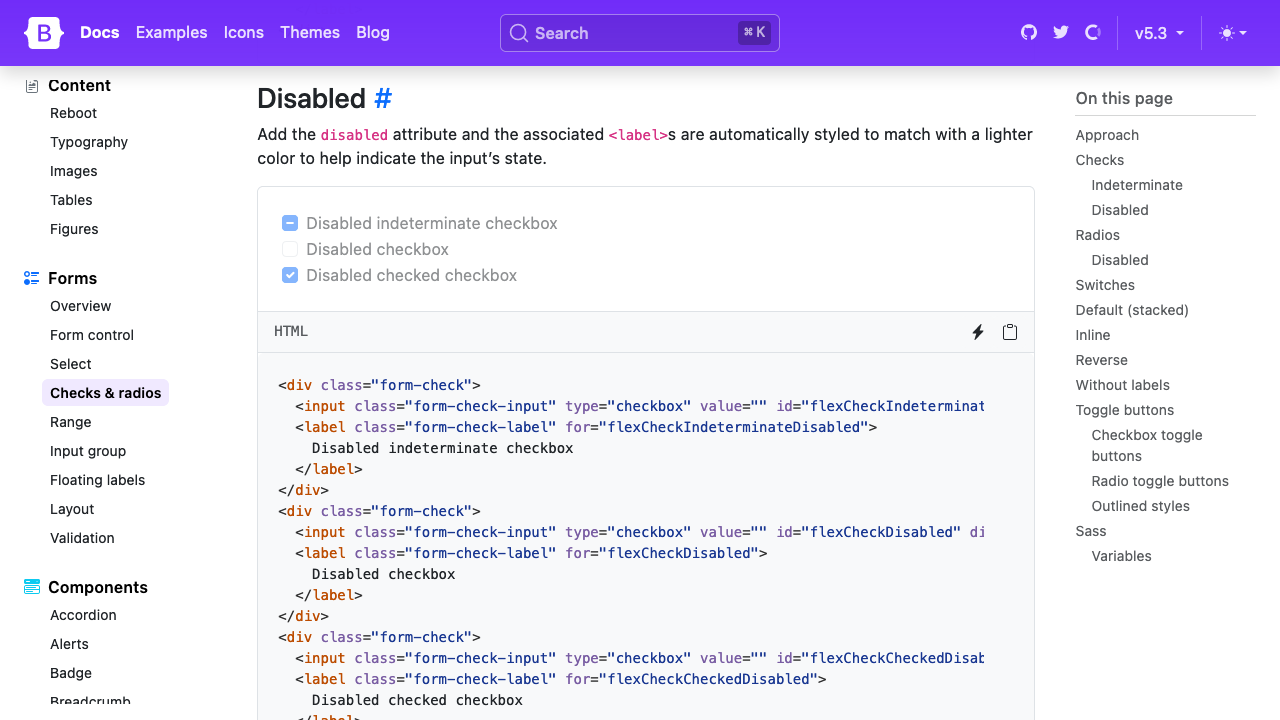 B Docs Examples Icons Themes Blog Search ⌘ K v5.3
Content
Reboot
Typography
Images
Tables
Figures
Forms
Overview
Form control
Select
Checks & radios
Range
Input group
Floating labels
Layout
Validation
Components
Accordion
Alerts
Badge
Breadcrumb
Disabled #
Add the disabled attribute and the associated <label>s are automatically styled to match with a lighter
color to help indicate the input's state.
Disabled indeterminate checkbox
Disabled checkbox
Disabled checked checkbox
HTML
<div class="form-check">
  <input class="form-check-input" type="checkbox" value="" id="flexCheckIndeterminat
  <label class="form-check-label" for="flexCheckIndeterminateDisabled">
    Disabled indeterminate checkbox
  </label>
</div>
<div class="form-check">
  <input class="form-check-input" type="checkbox" value="" id="flexCheckDisabled" di
  <label class="form-check-label" for="flexCheckDisabled">
    Disabled checkbox
  </label>
</div>
<div class="form-check">
  <input class="form-check-input" type="checkbox" value="" id="flexCheckCheckedDisab
  <label class="form-check-label" for="flexCheckCheckedDisabled">
    Disabled checked checkbox
  </label>
On this page
Approach
Checks
Indeterminate
Disabled
Radios
Disabled
Switches
Default (stacked)
Inline
Reverse
Without labels
Toggle buttons
Checkbox toggle
buttons
Radio toggle buttons
Outlined styles
Sass
Variables